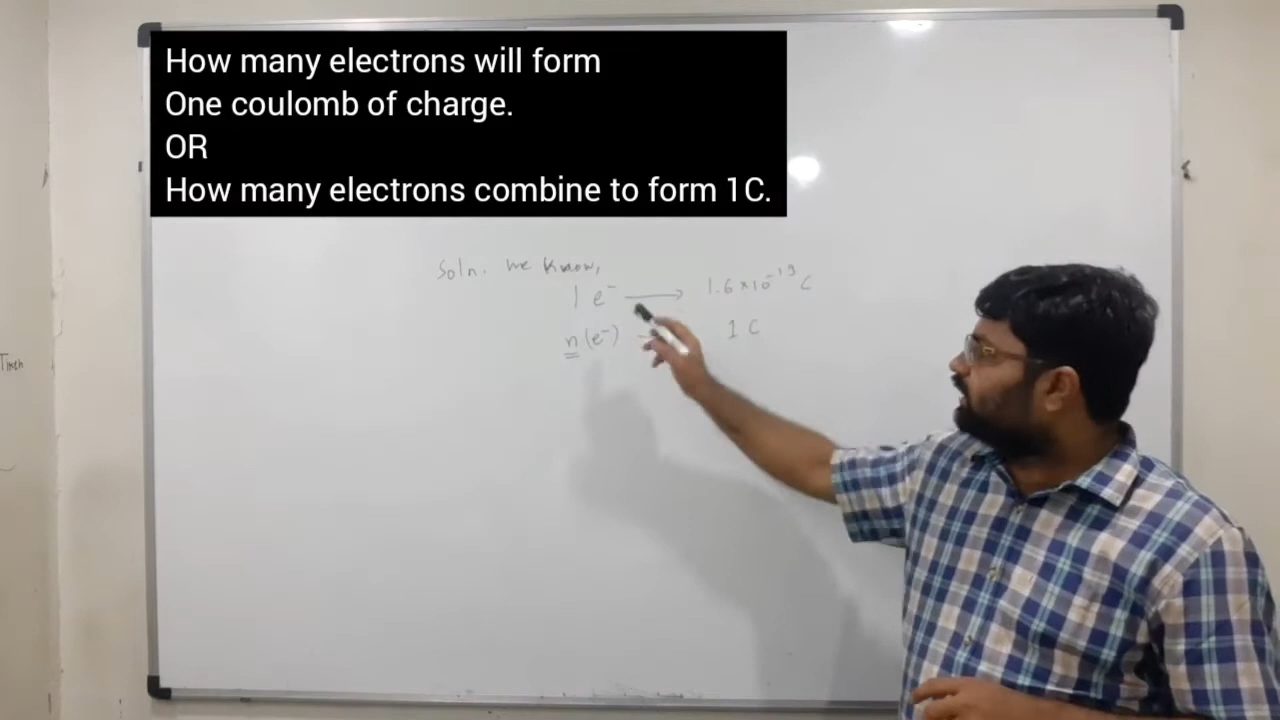 How many electrons will form
One coulomb of charge.
OR
How many electrons combine to form 1C.
Soln. We know,
1 e⁻ → 1.6×10⁻¹⁹ C
n(e⁻) 1 C